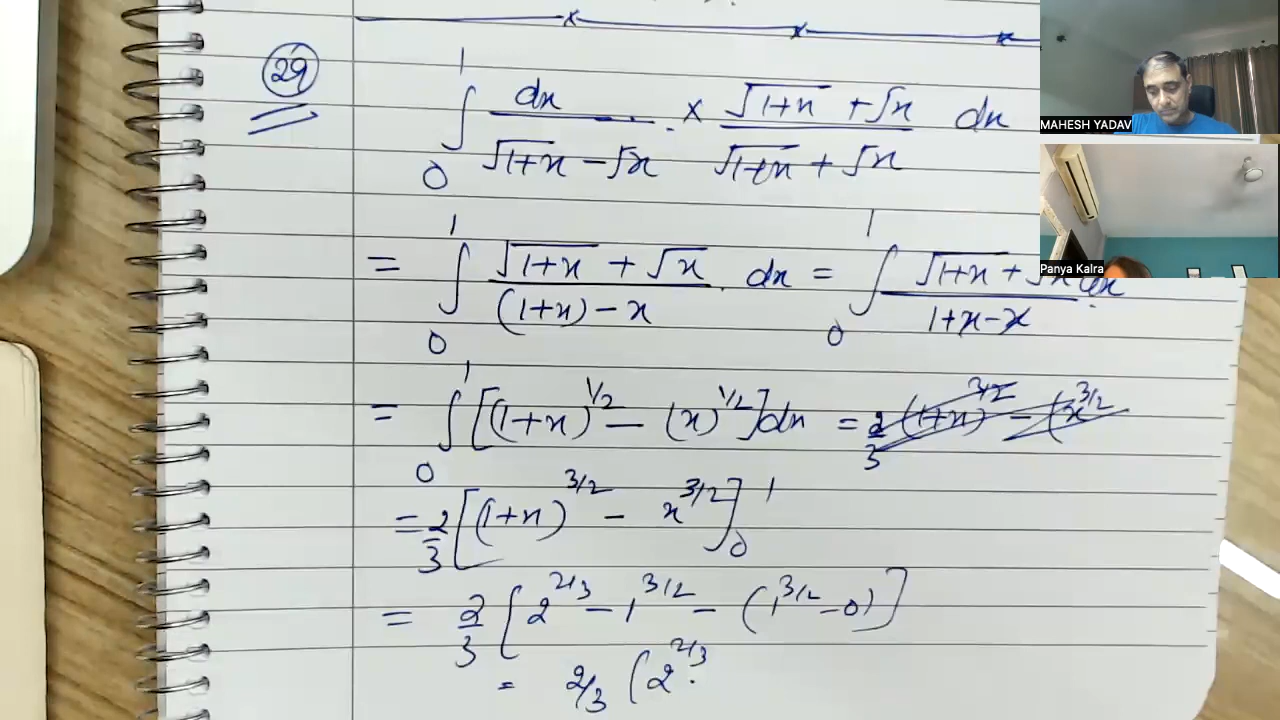 29
∫₀¹ dx / (√(1+x) − √x) × (√(1+x) + √x) / (√(1+x) + √x) dx
= ∫₀¹ (√(1+x) + √x) / ((1+x) − x) . dx = ∫₀¹ (√(1+x) + √x) dx / (1+x−x)
= ∫₀¹ [(1+x)^1/2 − (x)^1/2] dx = 2/3 (1+x)^3/2 − (x^3/2
= 2/3 [(1+x)^3/2 − x^3/2]₀¹
= 2/3 [2^2/3 − 1^3/2 − (1^3/2 − 0)]
= 2/3 (2^2/3 .
MAHESH YADAV
Panya Kalra